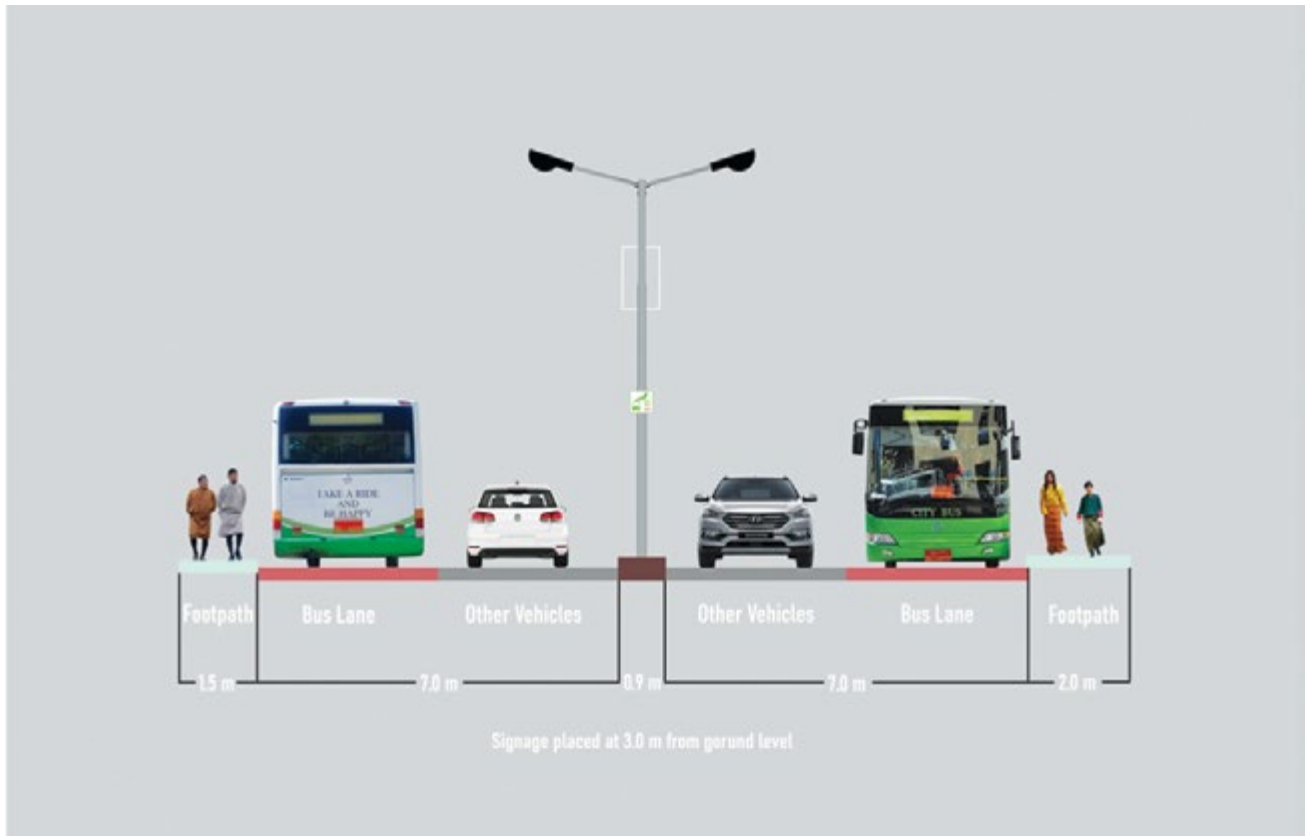 TAKE A RIDE
AND
BE HAPPY
CITY BUS
Footpath
Bus Lane
Other Vehicles
Other Vehicles
Bus Lane
Footpath
1.5 m
7.0 m
0.9 m
7.0 m
2.0 m
Signage placed at 3.0 m from gorund level